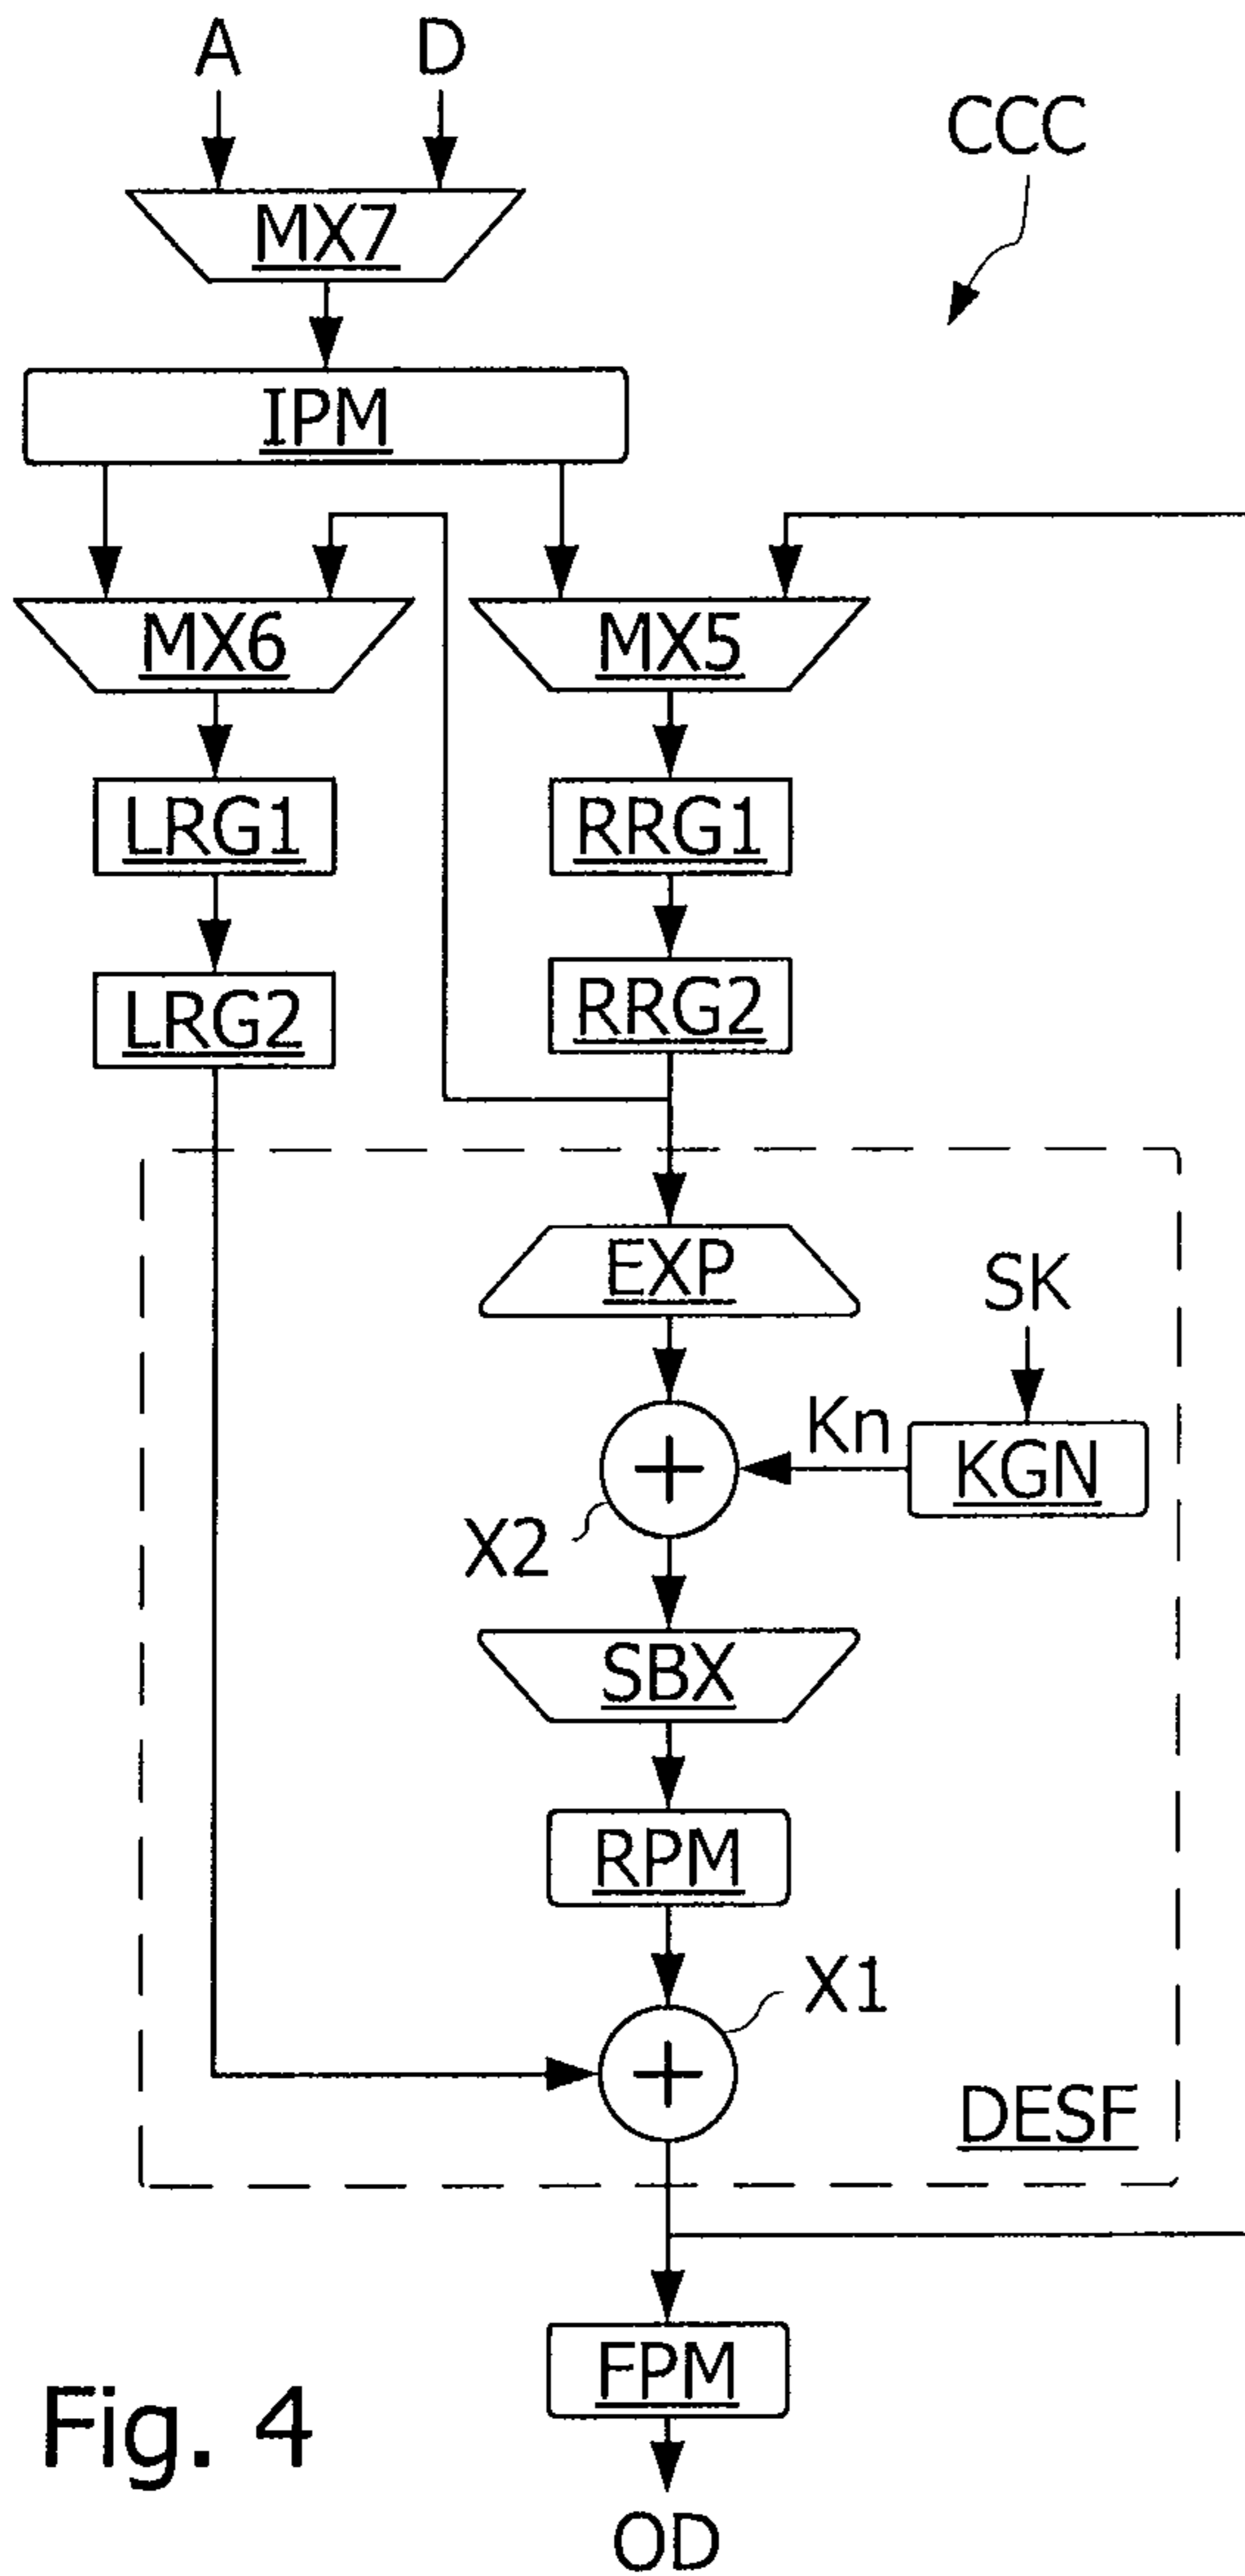 A D
CCC
MX7
IPM
MX6 MX5
LRG1 RRG1
LRG2 RRG2
EXP
SK
Kn KGN
X2
SBX
RPM
X1
DESF
FPM
Fig. 4
OD